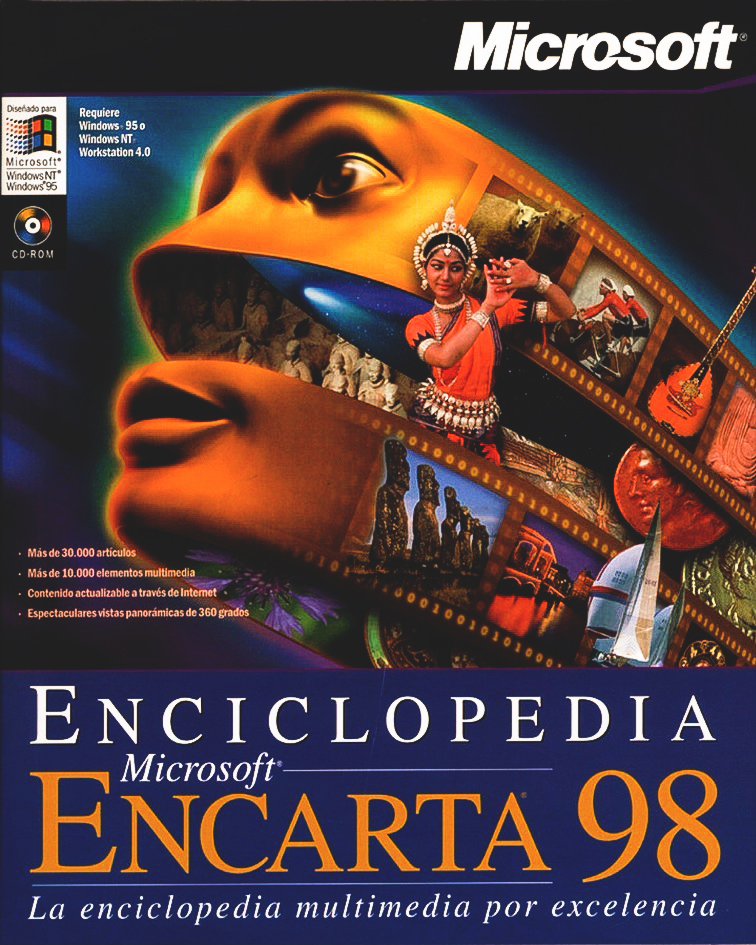 Microsoft®
Diseñado para
Microsoft®
Windows NT®
Windows®95
CD-ROM
Requiere
Windows® 95 o
Windows NT®
Workstation 4.0
· Más de 30.000 artículos
· Más de 10.000 elementos multimedia
· Contenido actualizable a través de Internet
· Espectaculares vistas panorámicas de 360 grados
ENCICLOPEDIA
Microsoft®
ENCARTA® 98
La enciclopedia multimedia por excelencia